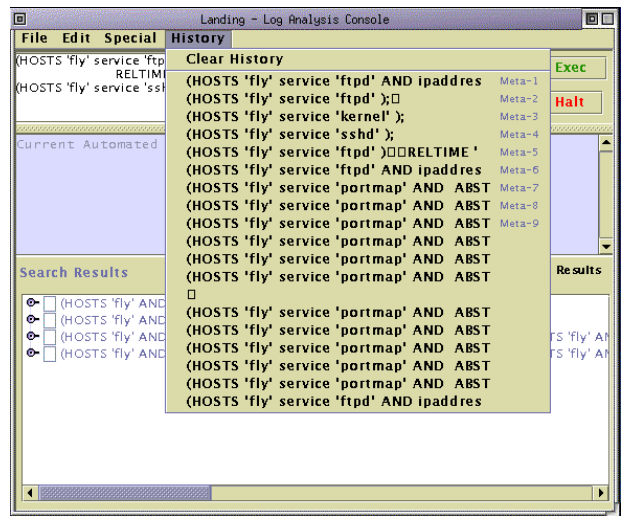 Landing - Log Analysis Console
File Edit Special History
(HOSTS 'fly' service 'ftp
RELTIME
(HOSTS 'fly' service 'ssl
Exec
Halt
Current Automated
Search Results
Results
(HOSTS 'fly' AND
(HOSTS 'fly' AND
(HOSTS 'fly' AND
TS 'fly' AN
(HOSTS 'fly' AND
TS 'fly' AN
Clear History
(HOSTS 'fly' service 'ftpd' AND ipaddres Meta-1
(HOSTS 'fly' service 'ftpd' );□ Meta-2
(HOSTS 'fly' service 'kernel' ); Meta-3
(HOSTS 'fly' service 'sshd' ); Meta-4
(HOSTS 'fly' service 'ftpd' )□□RELTIME ' Meta-5
(HOSTS 'fly' service 'ftpd' AND ipaddres Meta-6
(HOSTS 'fly' service 'portmap' AND ABST Meta-7
(HOSTS 'fly' service 'portmap' AND ABST Meta-8
(HOSTS 'fly' service 'portmap' AND ABST Meta-9
(HOSTS 'fly' service 'portmap' AND ABST
(HOSTS 'fly' service 'portmap' AND ABST
(HOSTS 'fly' service 'portmap' AND ABST
□
(HOSTS 'fly' service 'portmap' AND ABST
(HOSTS 'fly' service 'portmap' AND ABST
(HOSTS 'fly' service 'portmap' AND ABST
(HOSTS 'fly' service 'portmap' AND ABST
(HOSTS 'fly' service 'portmap' AND ABST
(HOSTS 'fly' service 'ftpd' AND ipaddres